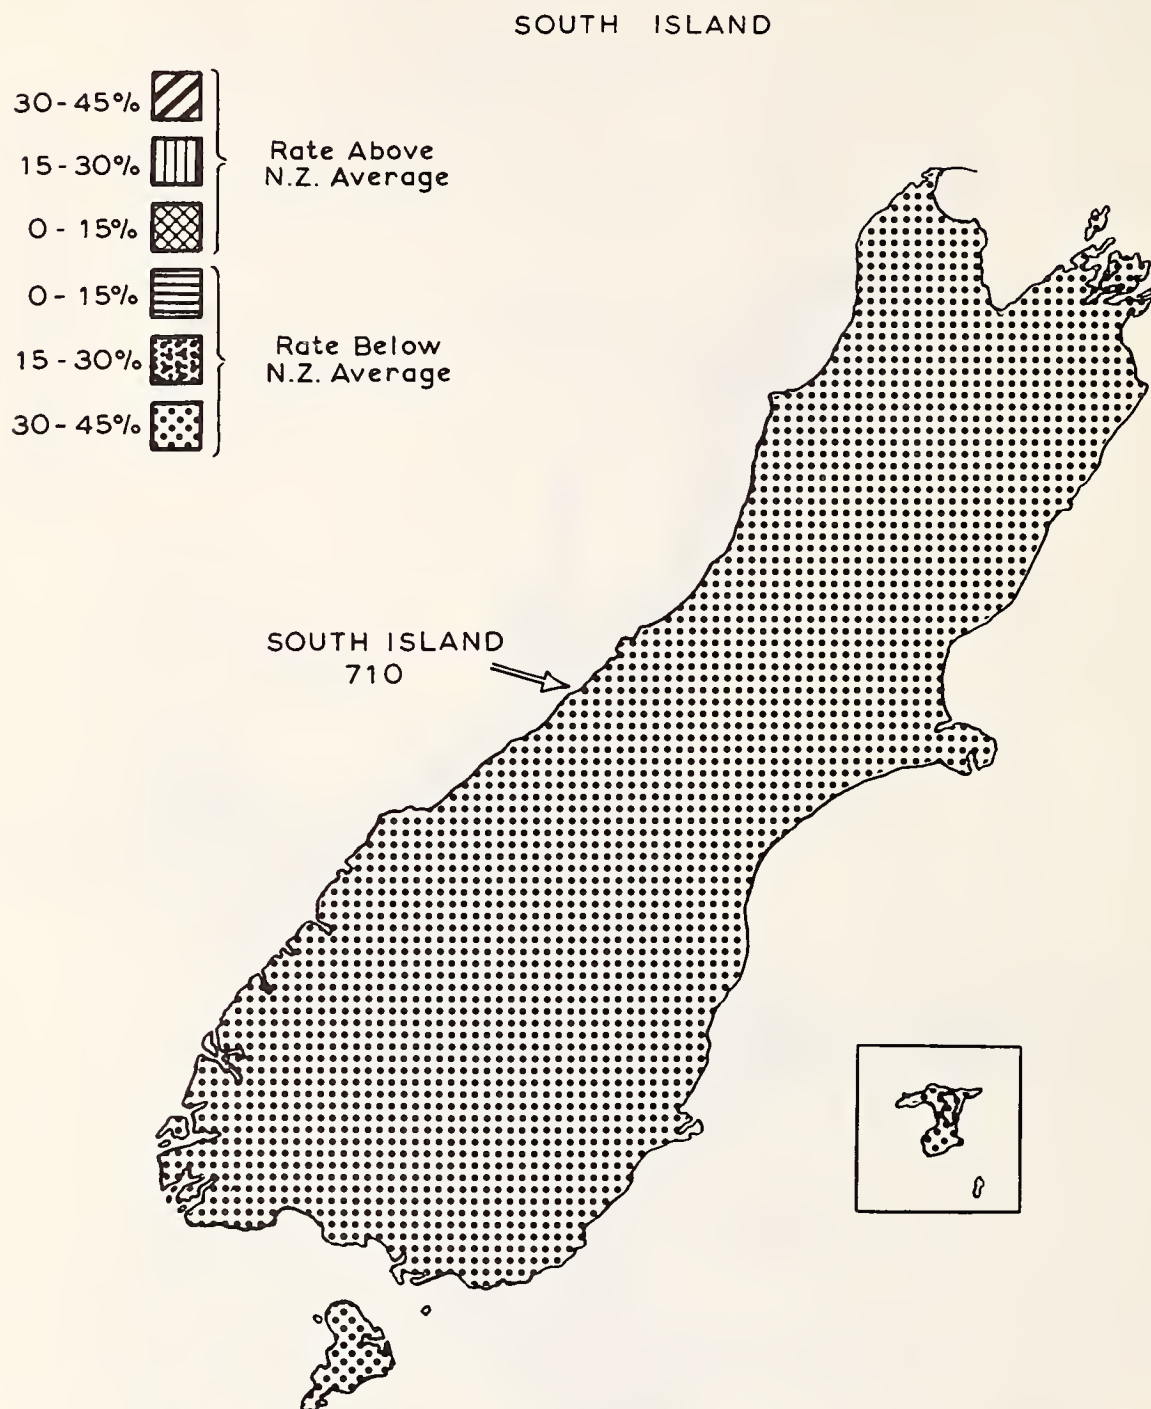 SOUTH ISLAND
30-45%
15-30%
0-15%
Rate Above
N.Z. Average
0-15%
15-30%
30-45%
Rate Below
N.Z. Average
SOUTH ISLAND
710